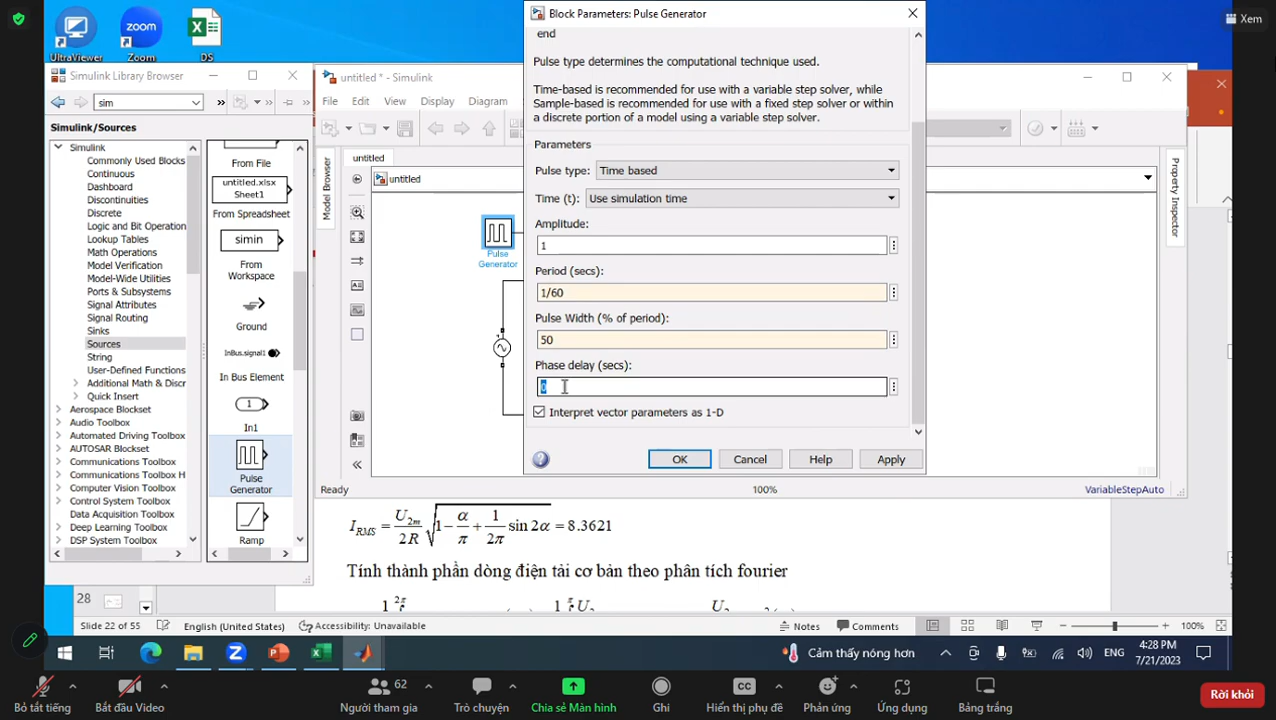 Block Parameters: Pulse Generator
Xem
UltraViewer
Zoom
DS
zoom
end
Pulse type determines the computational technique used.
Time-based is recommended for use with a variable step solver, while
Sample-based is recommended for use with a fixed step solver or within
a discrete portion of a model using a variable step solver.
Parameters
Pulse type:
Time based
Time (t):
Use simulation time
Amplitude:
1
Period (secs):
1/60
Pulse Width (% of period):
50
Phase delay (secs):
0
Interpret vector parameters as 1-D
OK
Cancel
Help
Apply
Simulink Library Browser
sim
Simulink/Sources
Simulink
Commonly Used Blocks
Continuous
Dashboard
Discontinuities
Discrete
Logic and Bit Operation
Lookup Tables
Math Operations
Model Verification
Model-Wide Utilities
Ports & Subsystems
Signal Attributes
Signal Routing
Sinks
Sources
String
User-Defined Functions
Additional Math & Discr
Quick Insert
Aerospace Blockset
Audio Toolbox
Automated Driving Toolbox
AUTOSAR Blockset
Communications Toolbox
Communications Toolbox H
Computer Vision Toolbox
Control System Toolbox
Data Acquisition Toolbox
Deep Learning Toolbox
DSP System Toolbox
From File
untitled.xlsx
Sheet1
From Spreadsheet
simin
From
Workspace
Ground
InBus.signal1
In Bus Element
1
In1
Pulse
Generator
Ramp
untitled * - Simulink
File
Edit
View
Display
Diagram
untitled
untitled
Model Browser
Property Inspector
Pulse
Generator
Ready
100%
VariableStepAuto
I_RMS = U_2m/2R √(1 − α/π + 1/2π sin 2α) = 8.3621
Tính thành phần dòng điện tải cơ bản theo phân tích fourier
28
Slide 22 of 55
English (United States)
Accessibility: Unavailable
Notes
Comments
100%
Cảm thấy nóng hơn
ENG
4:28 PM
7/21/2023
Bỏ tắt tiếng
Bắt đầu Video
62
Người tham gia
Trò chuyện
Chia sẻ Màn hình
Ghi
CC
Hiển thị phụ đề
Phản ứng
Ứng dụng
Bảng trắng
Rời khỏi